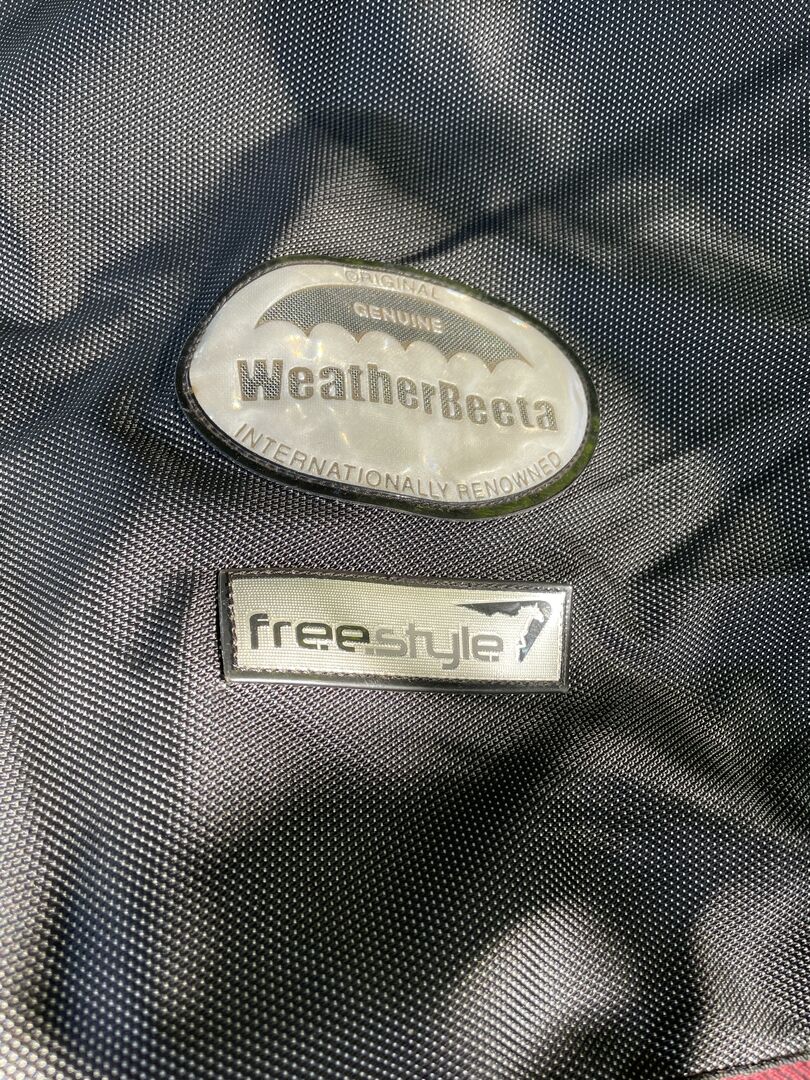 ORIGINAL
GENUINE
WeatherBeeta
INTERNATIONALLY RENOWNED
freestyle